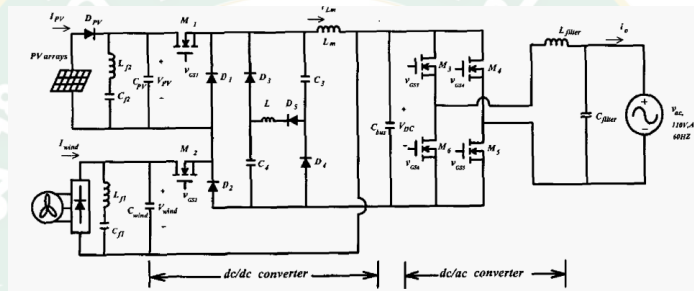 I_PV D_PV M_1 i_Lm
L_m
PV arrays
L_f2
C_f2
C_PV
+
V_PV
-
v_GS1
D_1
D_3
C_3
L D_5
C_4
D_4
I_wind
M_2
v_GS2
D_2
L_f1
C_f1
C_wind
+
V_wind
-
C_bus
+
V_DC
-
M_3
v_GS3
M_4
v_GS4
M_6
v_GS6
M_5
v_GS5
L_filter
i_o
C_filter
v_ac,
110V,
60HZ
dc/dc converter
dc/ac converter